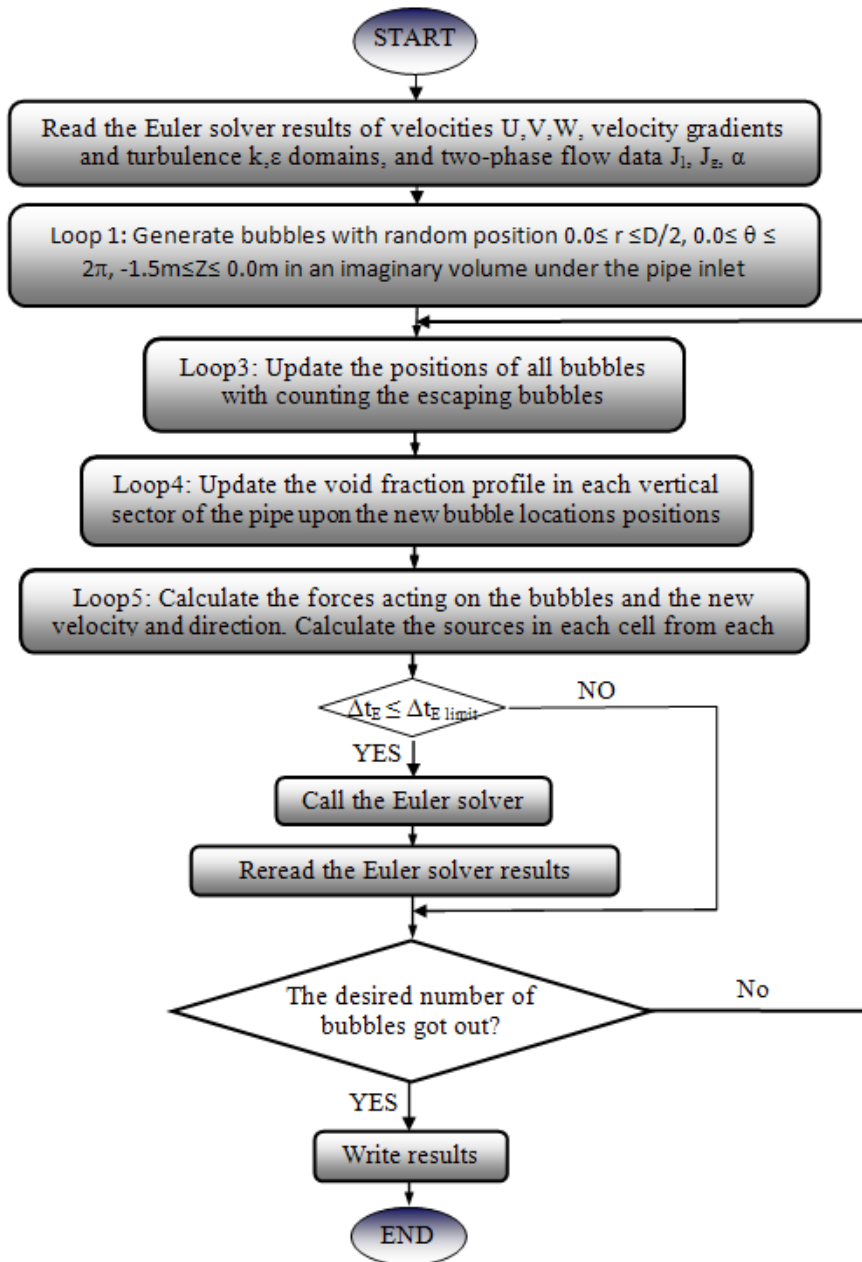 START
Read the Euler solver results of velocities U,V,W, velocity gradients
and turbulence k,ε domains, and two-phase flow data J₁, J_g, α
Loop 1: Generate bubbles with random position 0.0≤ r ≤D/2, 0.0≤ θ ≤
2π, -1.5m≤Z≤ 0.0m in an imaginary volume under the pipe inlet
Loop3: Update the positions of all bubbles
with counting the escaping bubbles
Loop4: Update the void fraction profile in each vertical
sector of the pipe upon the new bubble locations positions
Loop5: Calculate the forces acting on the bubbles and the new
velocity and direction. Calculate the sources in each cell from each
Δt_E ≤ Δt_E limit
NO
YES
Call the Euler solver
Reread the Euler solver results
The desired number of
bubbles got out?
No
YES
Write results
END